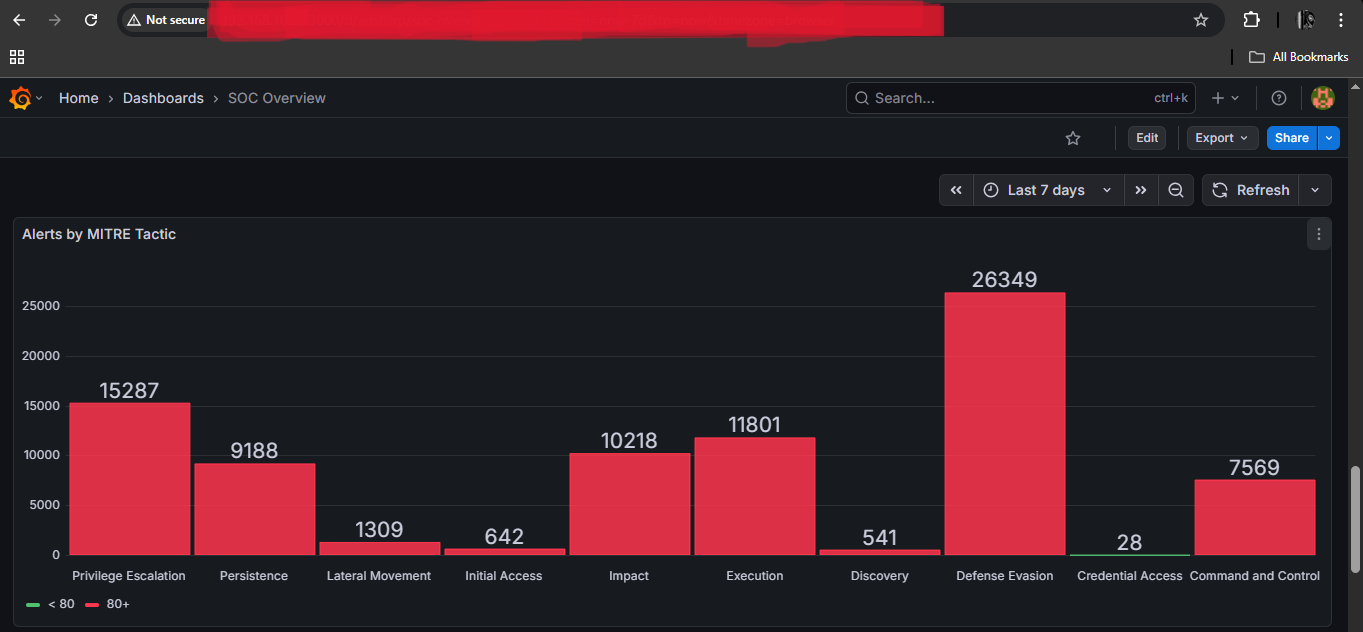 Not secure
All Bookmarks
Home › Dashboards › SOC Overview Search... ctrl+k
Edit Export Share
Last 7 days Refresh
Alerts by MITRE Tactic
26349
25000
20000
15287
15000
11801
10218
10000
9188
7569
5000
1309
642
541
28
0
Privilege Escalation Persistence Lateral Movement Initial Access Impact Execution Discovery Defense Evasion Credential Access Command and Control
< 80 80+